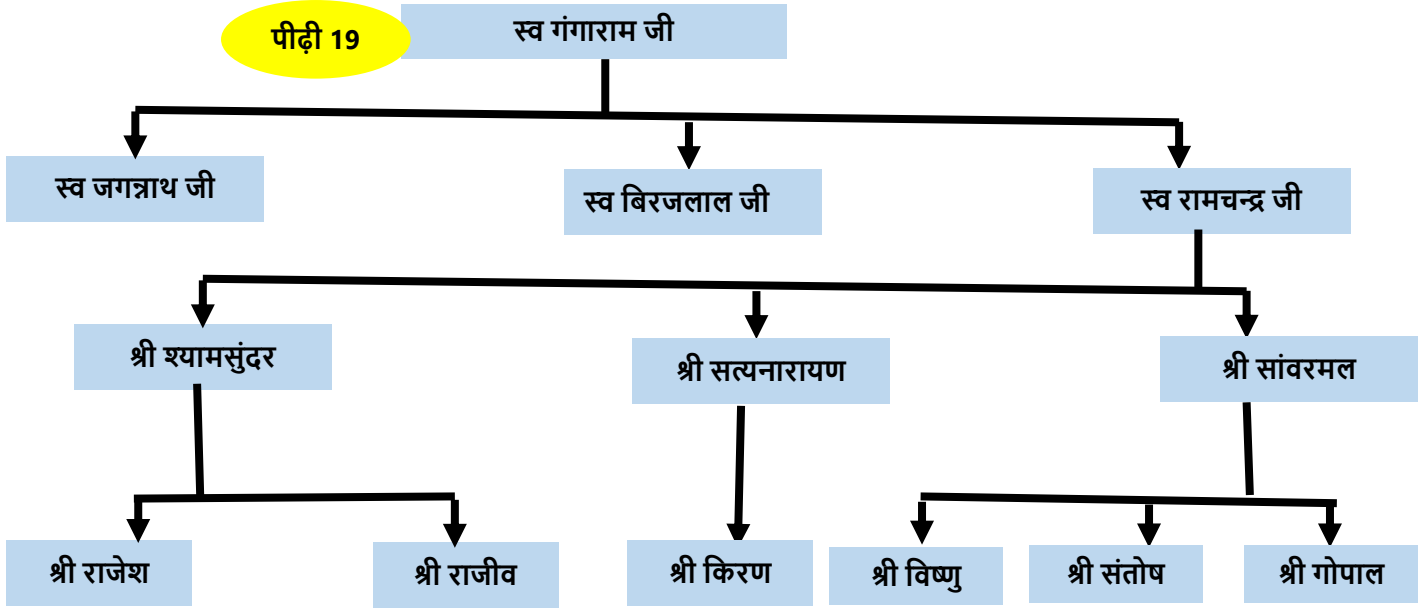 पीढ़ी 19
स्व गंगाराम जी
स्व जगन्नाथ जी
स्व बिरजलाल जी
स्व रामचन्द्र जी
श्री श्यामसुंदर
श्री सत्यनारायण
श्री सांवरमल
श्री राजेश
श्री राजीव
श्री किरण
श्री विष्णु
श्री संतोष
श्री गोपाल